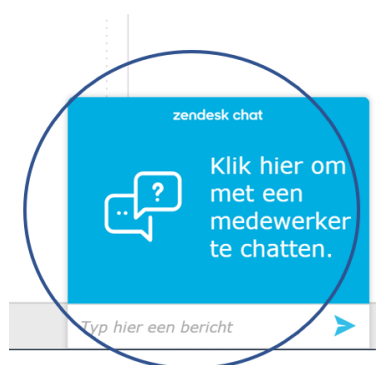 zendesk chat
Klik hier om
met een
medewerker
te chatten.
Typ hier een bericht